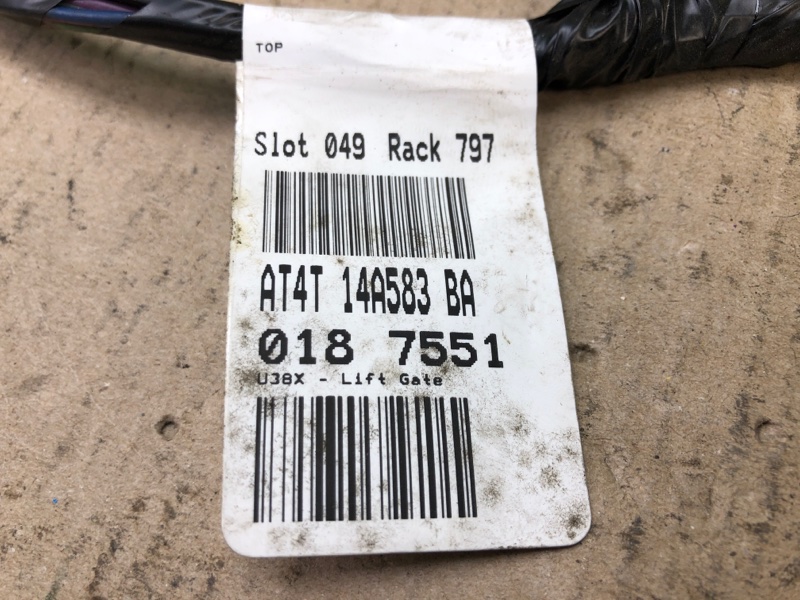 TOP
Slot 049 Rack 797
AT4T 14A583 BA
018 7551
U38X - Lift Gate